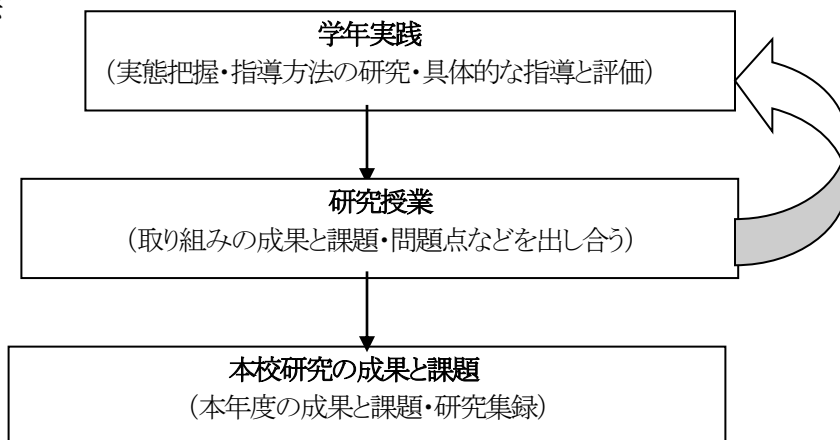 学年実践
（実態把握・指導方法の研究・具体的な指導と評価）
研究授業
（取り組みの成果と課題・問題点などを出し合う）
本校研究の成果と課題
（本年度の成果と課題・研究集録）